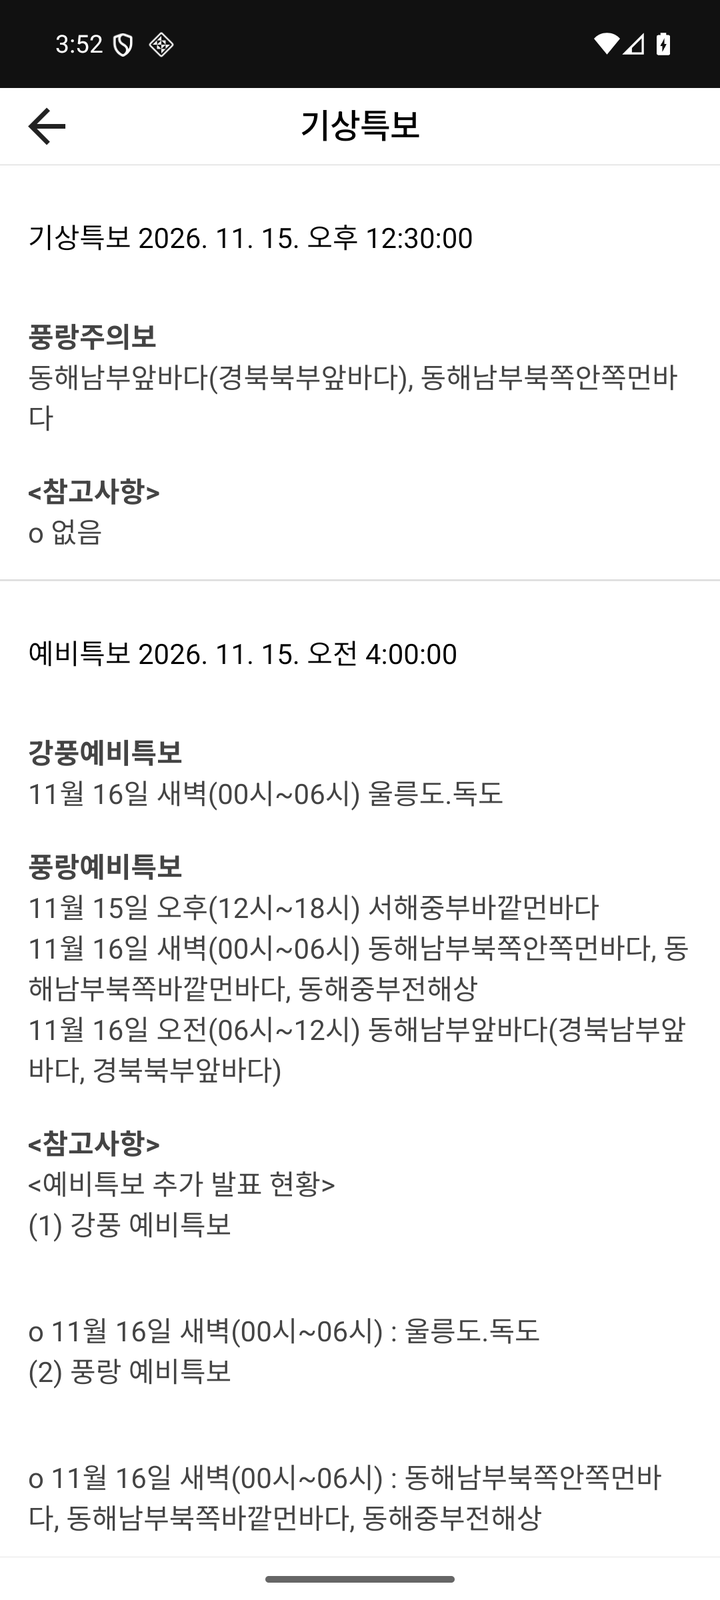 3:52
기상특보
기상특보 2026. 11. 15. 오후 12:30:00
풍랑주의보
동해남부앞바다(경북북부앞바다), 동해남부북쪽안쪽먼바
다
<참고사항>
o 없음
예비특보 2026. 11. 15. 오전 4:00:00
강풍예비특보
11월 16일 새벽(00시~06시) 울릉도.독도
풍랑예비특보
11월 15일 오후(12시~18시) 서해중부바깥먼바다
11월 16일 새벽(00시~06시) 동해남부북쪽안쪽먼바다, 동
해남부북쪽바깥먼바다, 동해중부전해상
11월 16일 오전(06시~12시) 동해남부앞바다(경북남부앞
바다, 경북북부앞바다)
<참고사항>
<예비특보 추가 발표 현황>
(1) 강풍 예비특보
o 11월 16일 새벽(00시~06시) : 울릉도.독도
(2) 풍랑 예비특보
o 11월 16일 새벽(00시~06시) : 동해남부북쪽안쪽먼바
다, 동해남부북쪽바깥먼바다, 동해중부전해상